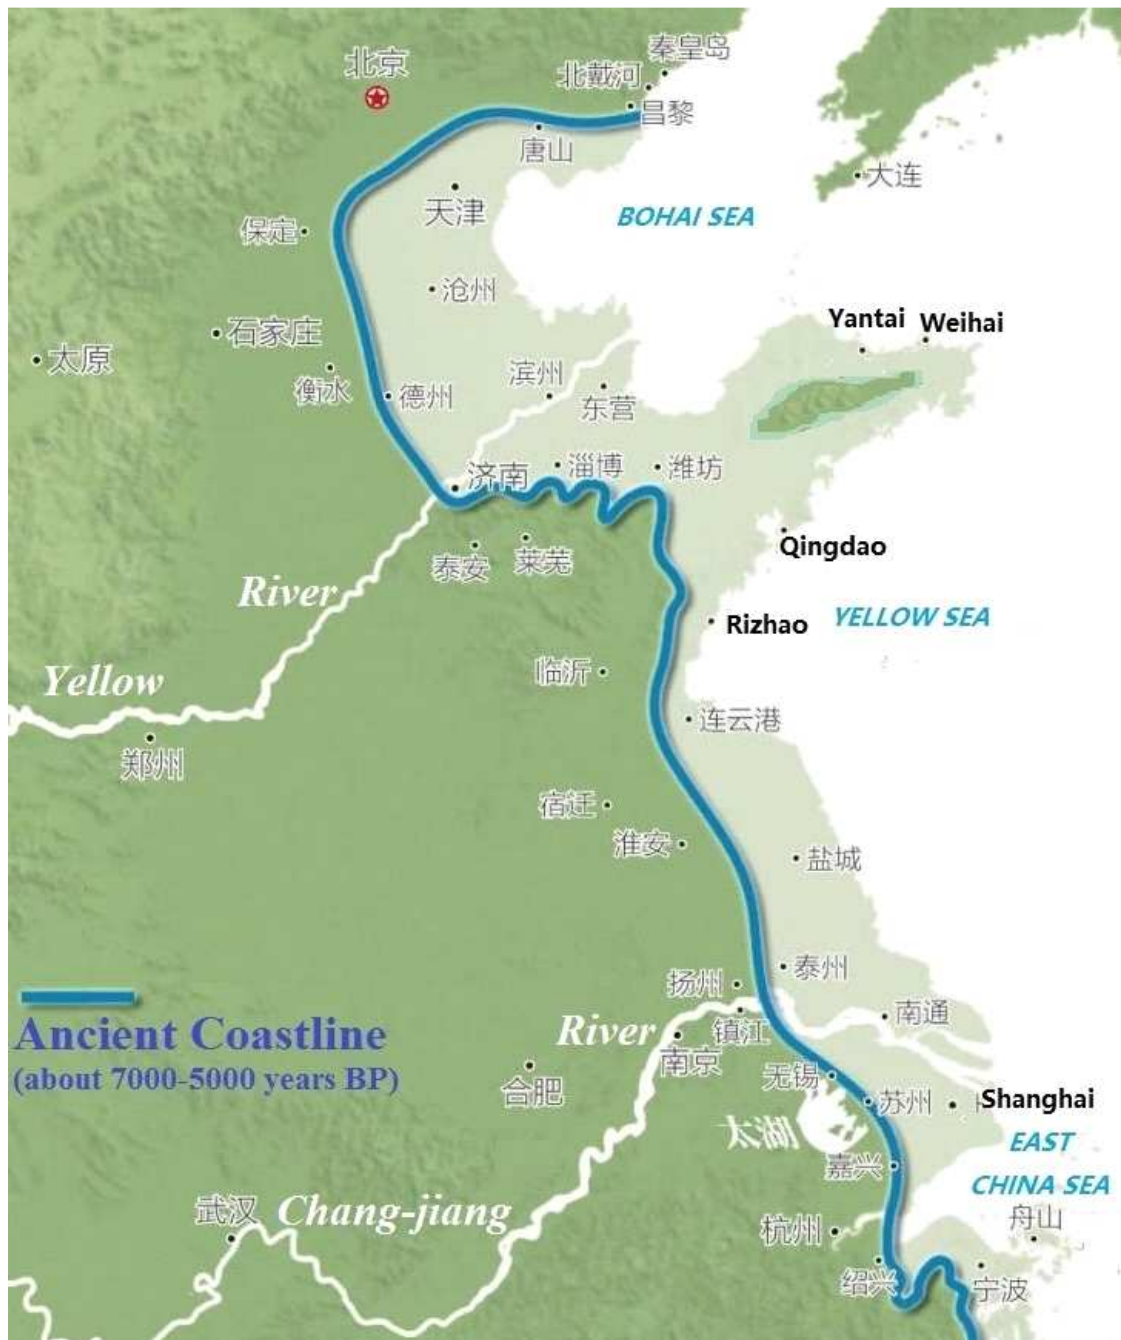 秦皇岛
北京
北戴河
昌黎
唐山
大连
天津
BOHAI SEA
保定
沧州
Yantai
Weihai
石家庄
太原
衡水
德州
滨州
东营
济南
淄博
潍坊
Qingdao
泰安
莱芜
River
Rizhao
YELLOW SEA
临沂
Yellow
连云港
郑州
宿迁
淮安
盐城
泰州
扬州
南通
Ancient Coastline
River
镇江
南京
(about 7000-5000 years BP)
无锡
合肥
苏州
Shanghai
太湖
EAST
嘉兴
CHINA SEA
武汉
Chang-jiang
舟山
杭州
绍兴
宁波